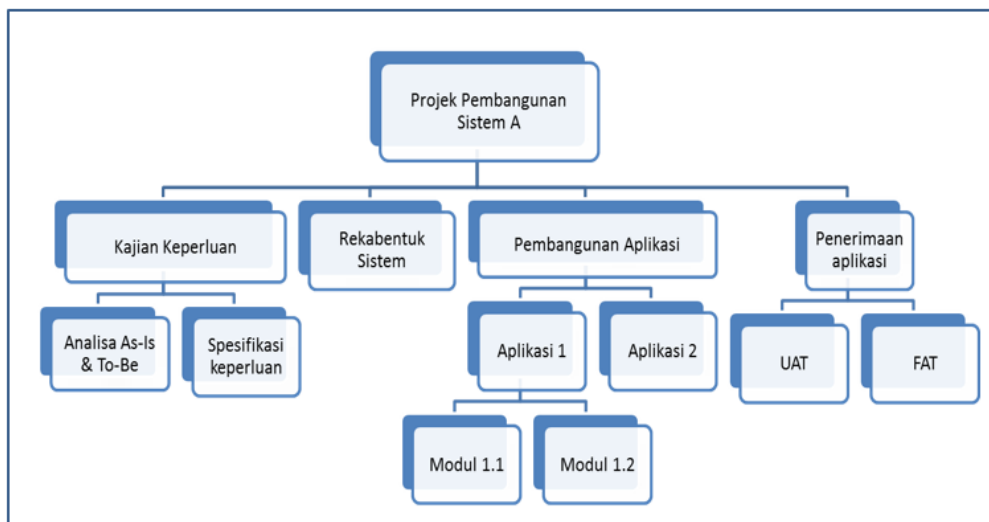 Projek Pembangunan
Sistem A
Kajian Keperluan
Rekabentuk
Sistem
Pembangunan Aplikasi
Penerimaan
aplikasi
Analisa As-Is
& To-Be
Spesifikasi
keperluan
Aplikasi 1
Aplikasi 2
UAT
FAT
Modul 1.1
Modul 1.2